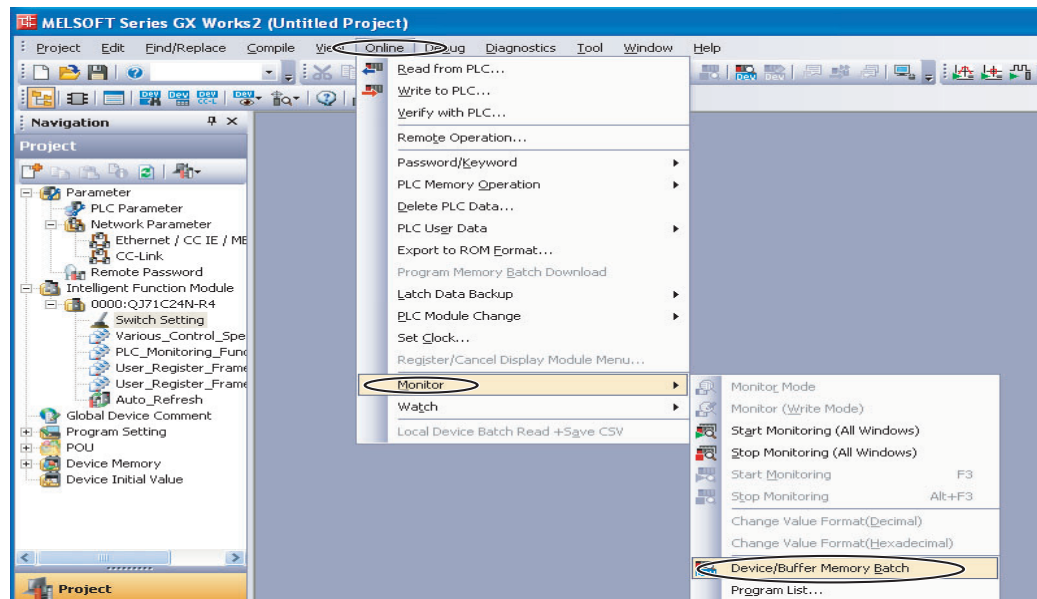 MELSOFT Series GX Works2 (Untitled Project)
Project Edit Find/Replace Compile View Online Debug Diagnostics Tool Window Help
Navigation
Project
Parameter
PLC Parameter
Network Parameter
Ethernet / CC IE / ME
CC-Link
Remote Password
Intelligent Function Module
0000:QJ71C24N-R4
Switch Setting
Various_Control_Spe
PLC_Monitoring_Func
User_Register_Frame
User_Register_Frame
Auto_Refresh
Global Device Comment
Program Setting
POU
Device Memory
Device Initial Value
Project
Read from PLC...
Write to PLC...
Verify with PLC...
Remote Operation...
Password/Keyword
PLC Memory Operation
Delete PLC Data...
PLC User Data
Export to ROM Format...
Program Memory Batch Download
Latch Data Backup
PLC Module Change
Set Clock...
Register/Cancel Display Module Menu...
Monitor
Watch
Local Device Batch Read +Save CSV
Monitor Mode
Monitor (Write Mode)
Start Monitoring (All Windows)
Stop Monitoring (All Windows)
Start Monitoring F3
Stop Monitoring Alt+F3
Change Value Format(Decimal)
Change Value Format(Hexadecimal)
Device/Buffer Memory Batch
Program List...